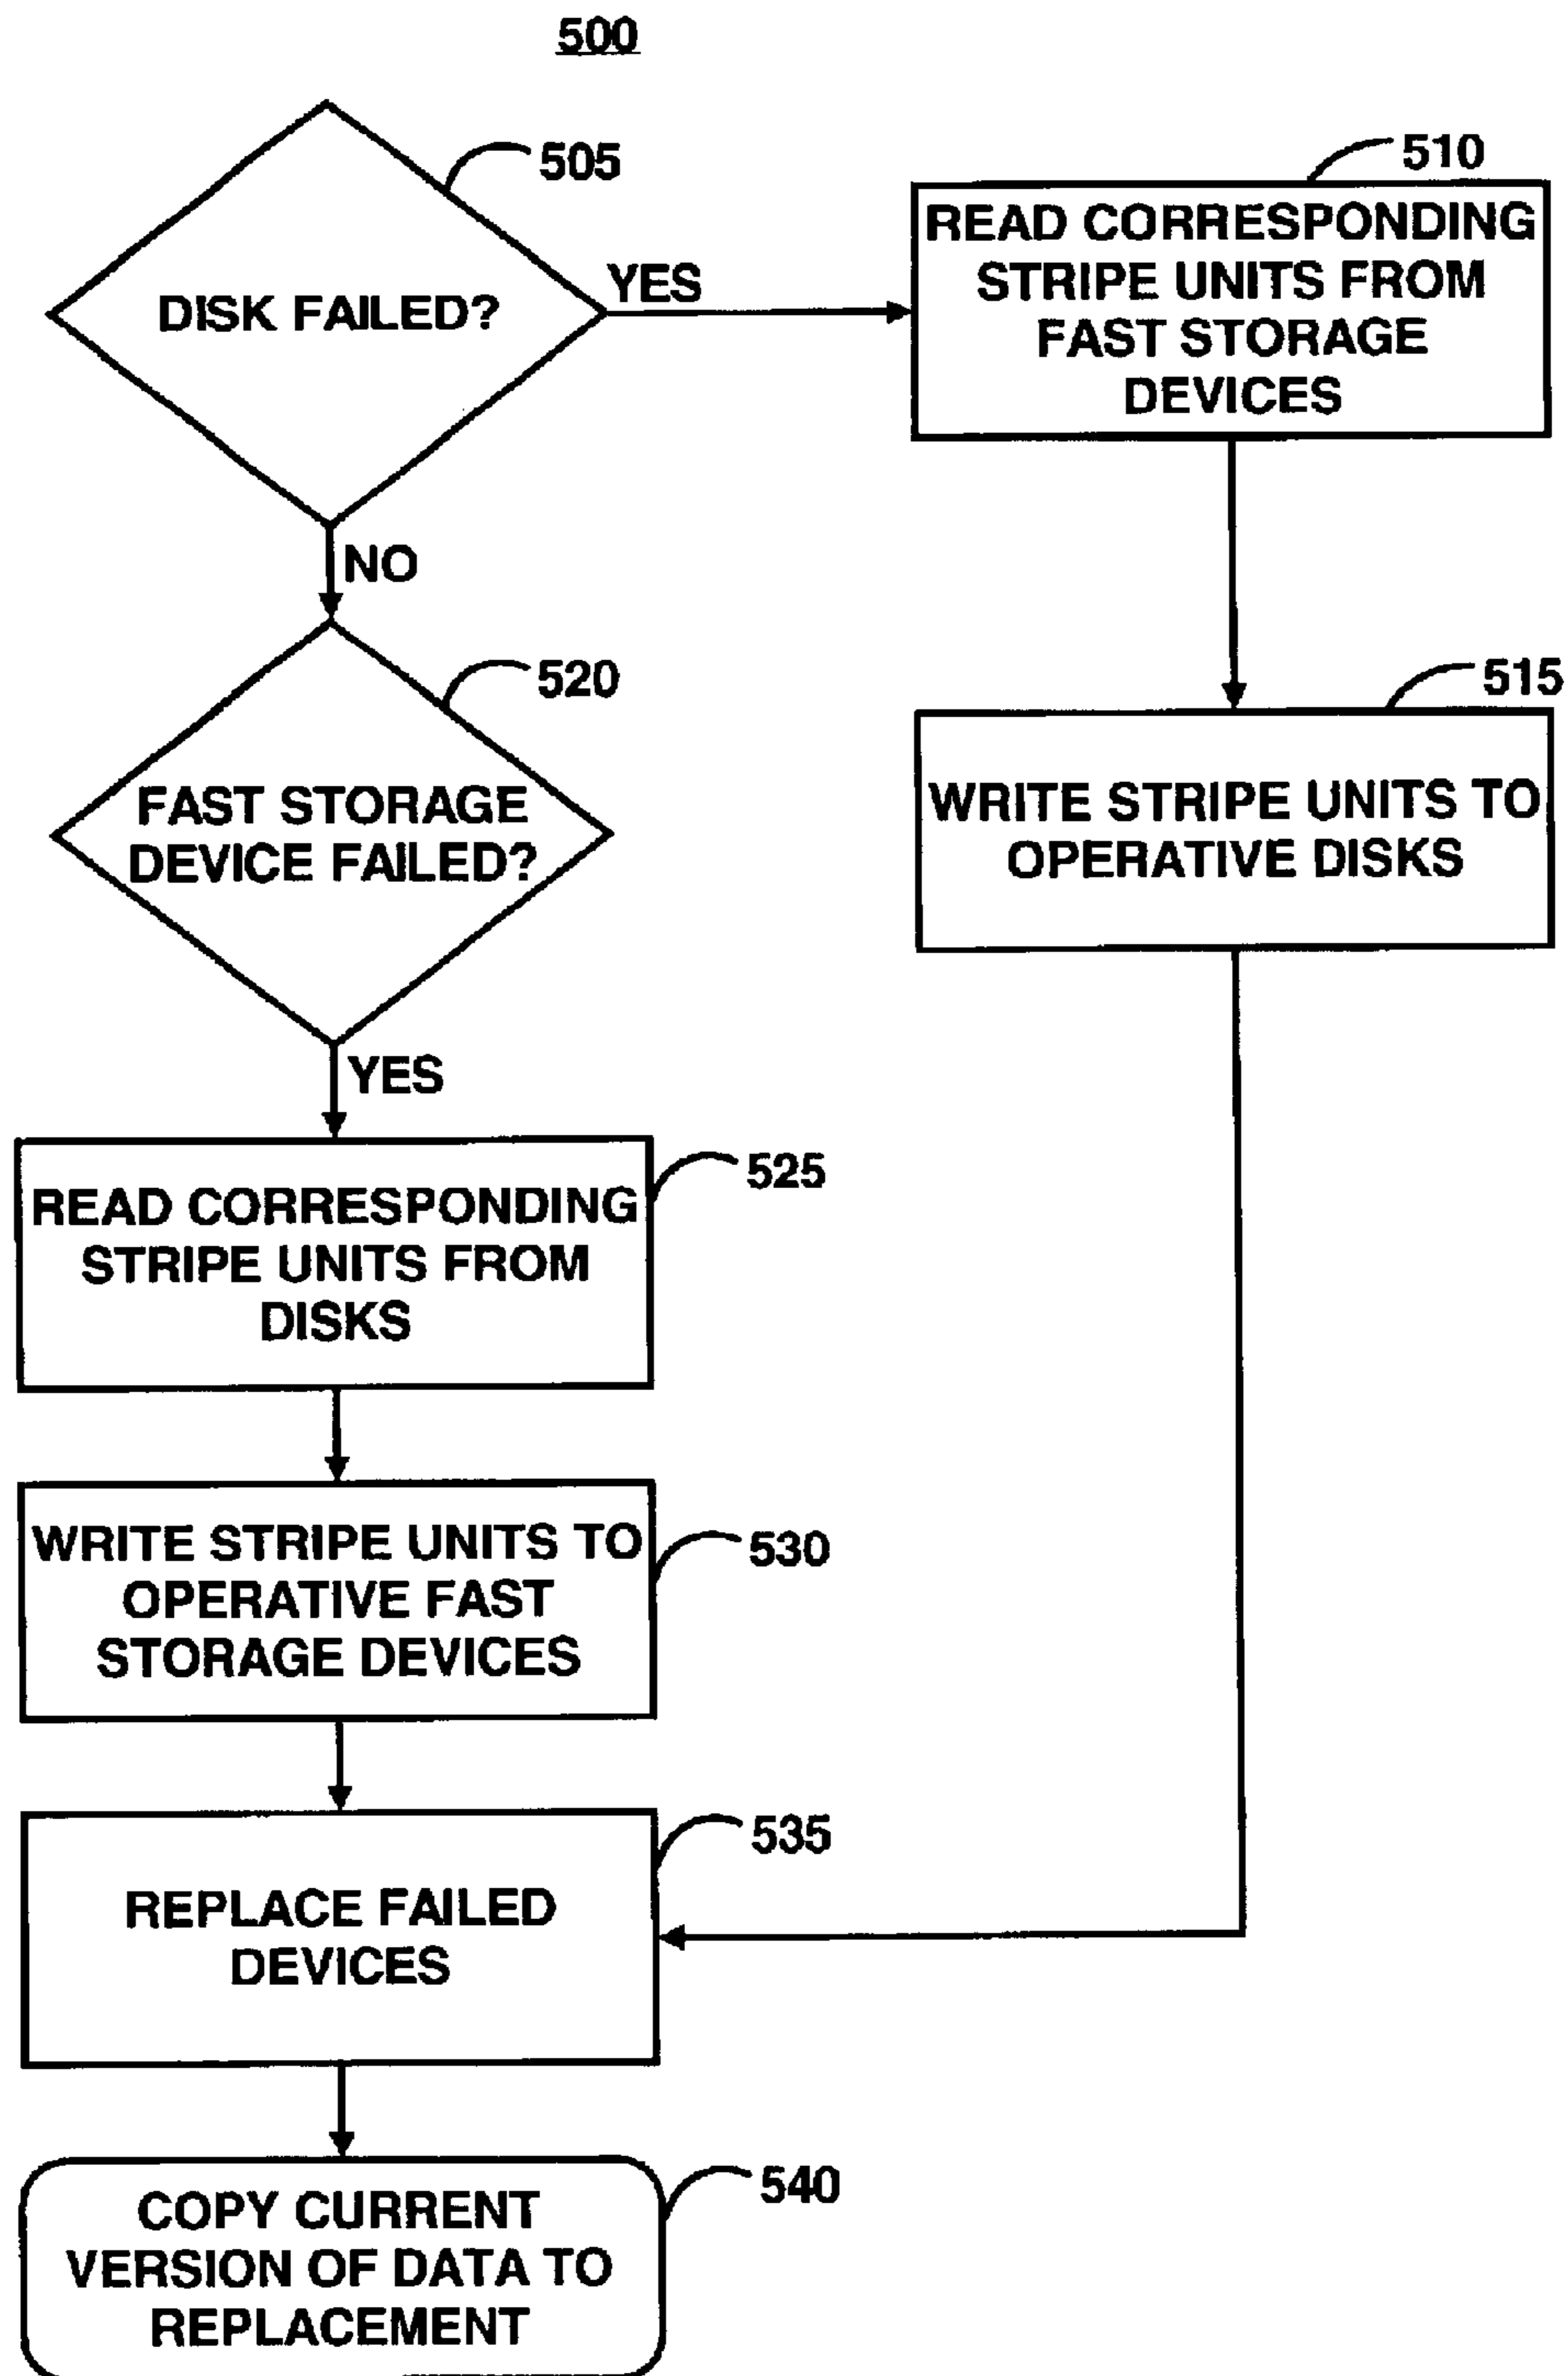 500
505
DISK FAILED?
YES
510
READ CORRESPONDING
STRIPE UNITS FROM
FAST STORAGE
DEVICES
NO
520
FAST STORAGE
DEVICE FAILED?
515
WRITE STRIPE UNITS TO
OPERATIVE DISKS
YES
525
READ CORRESPONDING
STRIPE UNITS FROM
DISKS
530
WRITE STRIPE UNITS TO
OPERATIVE FAST
STORAGE DEVICES
535
REPLACE FAILED
DEVICES
540
COPY CURRENT
VERSION OF DATA TO
REPLACEMENT